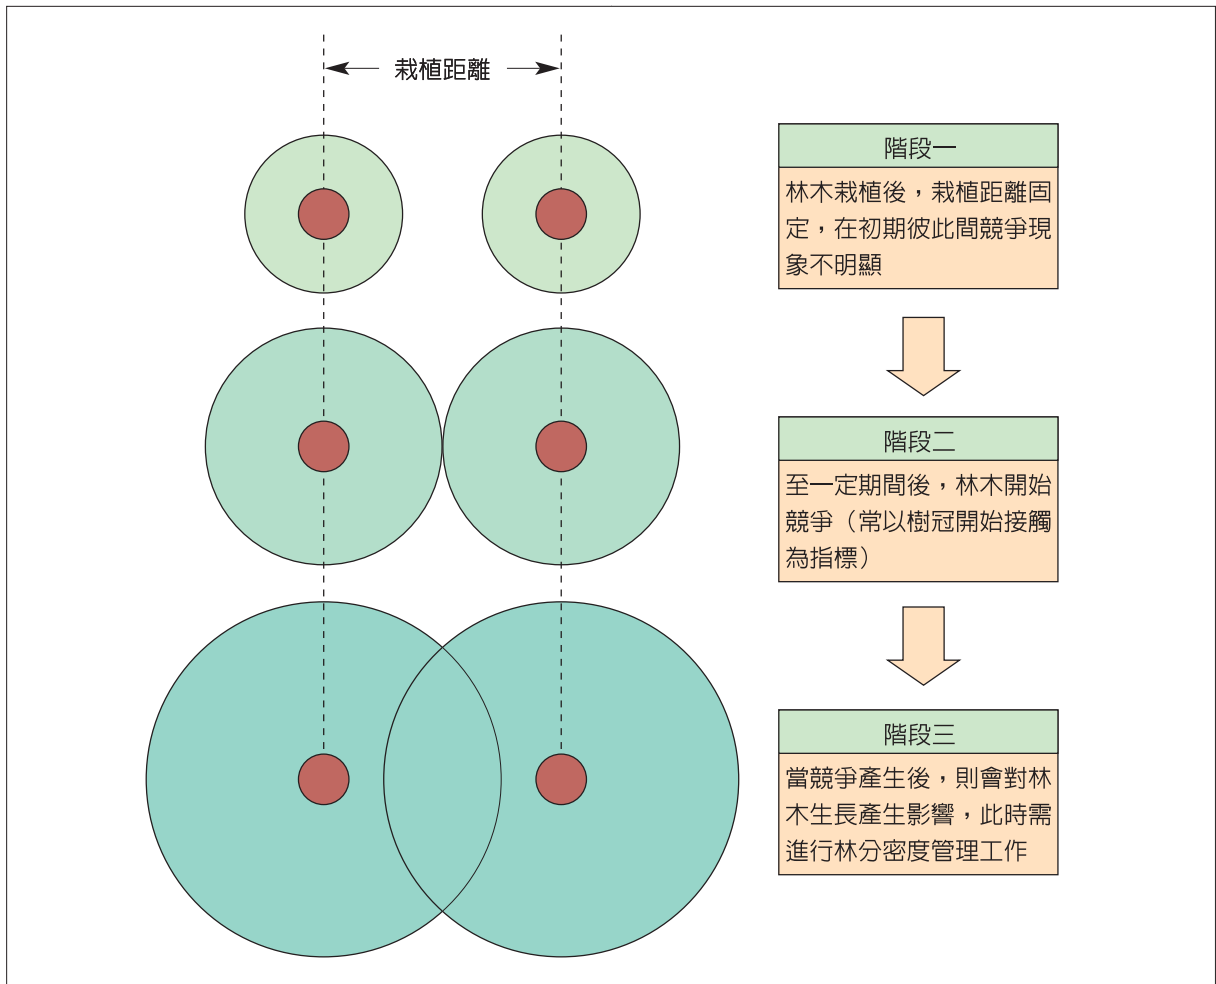 栽植距離
階段一
林木栽植後，栽植距離固
定，在初期彼此間競爭現
象不明顯
階段二
至一定期間後，林木開始
競爭（常以樹冠開始接觸
為指標）
階段三
當競爭產生後，則會對林
木生長產生影響，此時需
進行林分密度管理工作